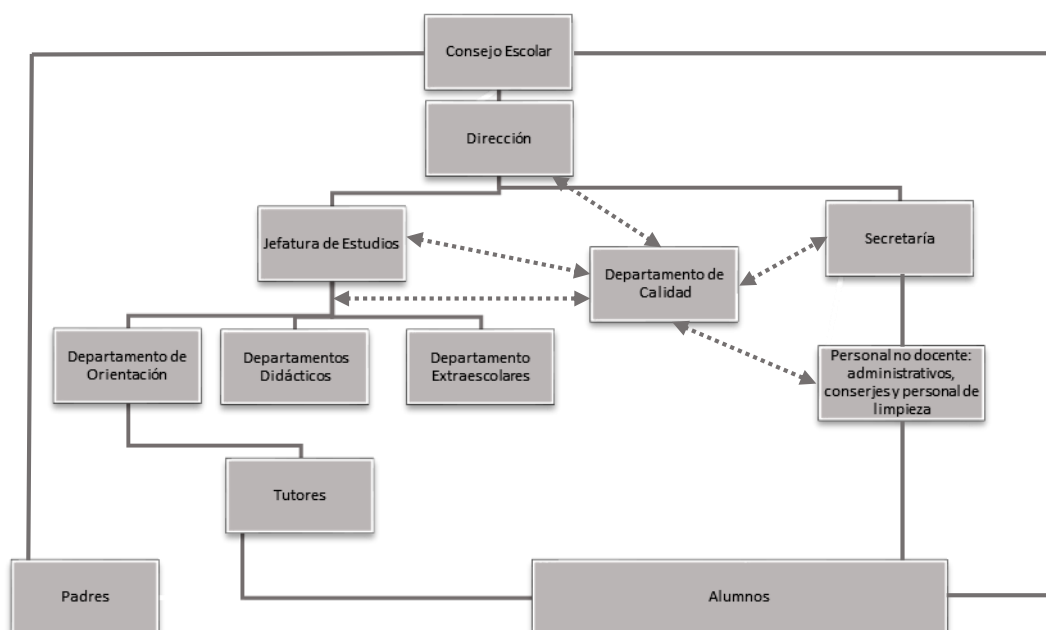 Consejo Escolar
Dirección
Jefatura de Estudios
Secretaría
Departamento de
Calidad
Departamento de
Orientación
Departamentos
Didácticos
Departamento
Extraescolares
Personal no docente:
administrativos,
conserjes y personal de
limpieza
Tutores
Padres
Alumnos